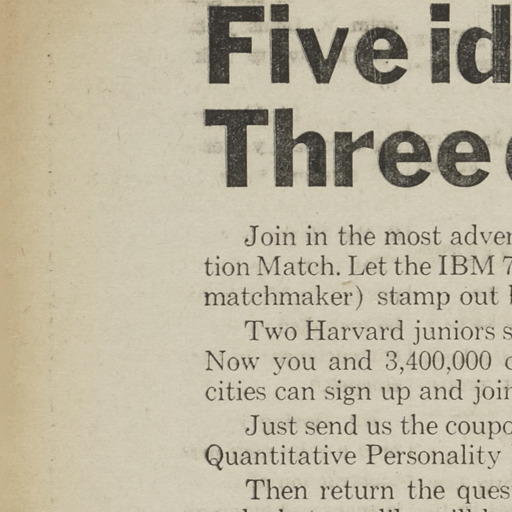 Five id
Three
Join in the most adver
tion Match. Let the IBM 7
matchmaker) stamp out
Two Harvard juniors s
Now you and 3,400,000
cities can sign up and join
Just send us the coupo
Quantitative Personality
Then return the ques